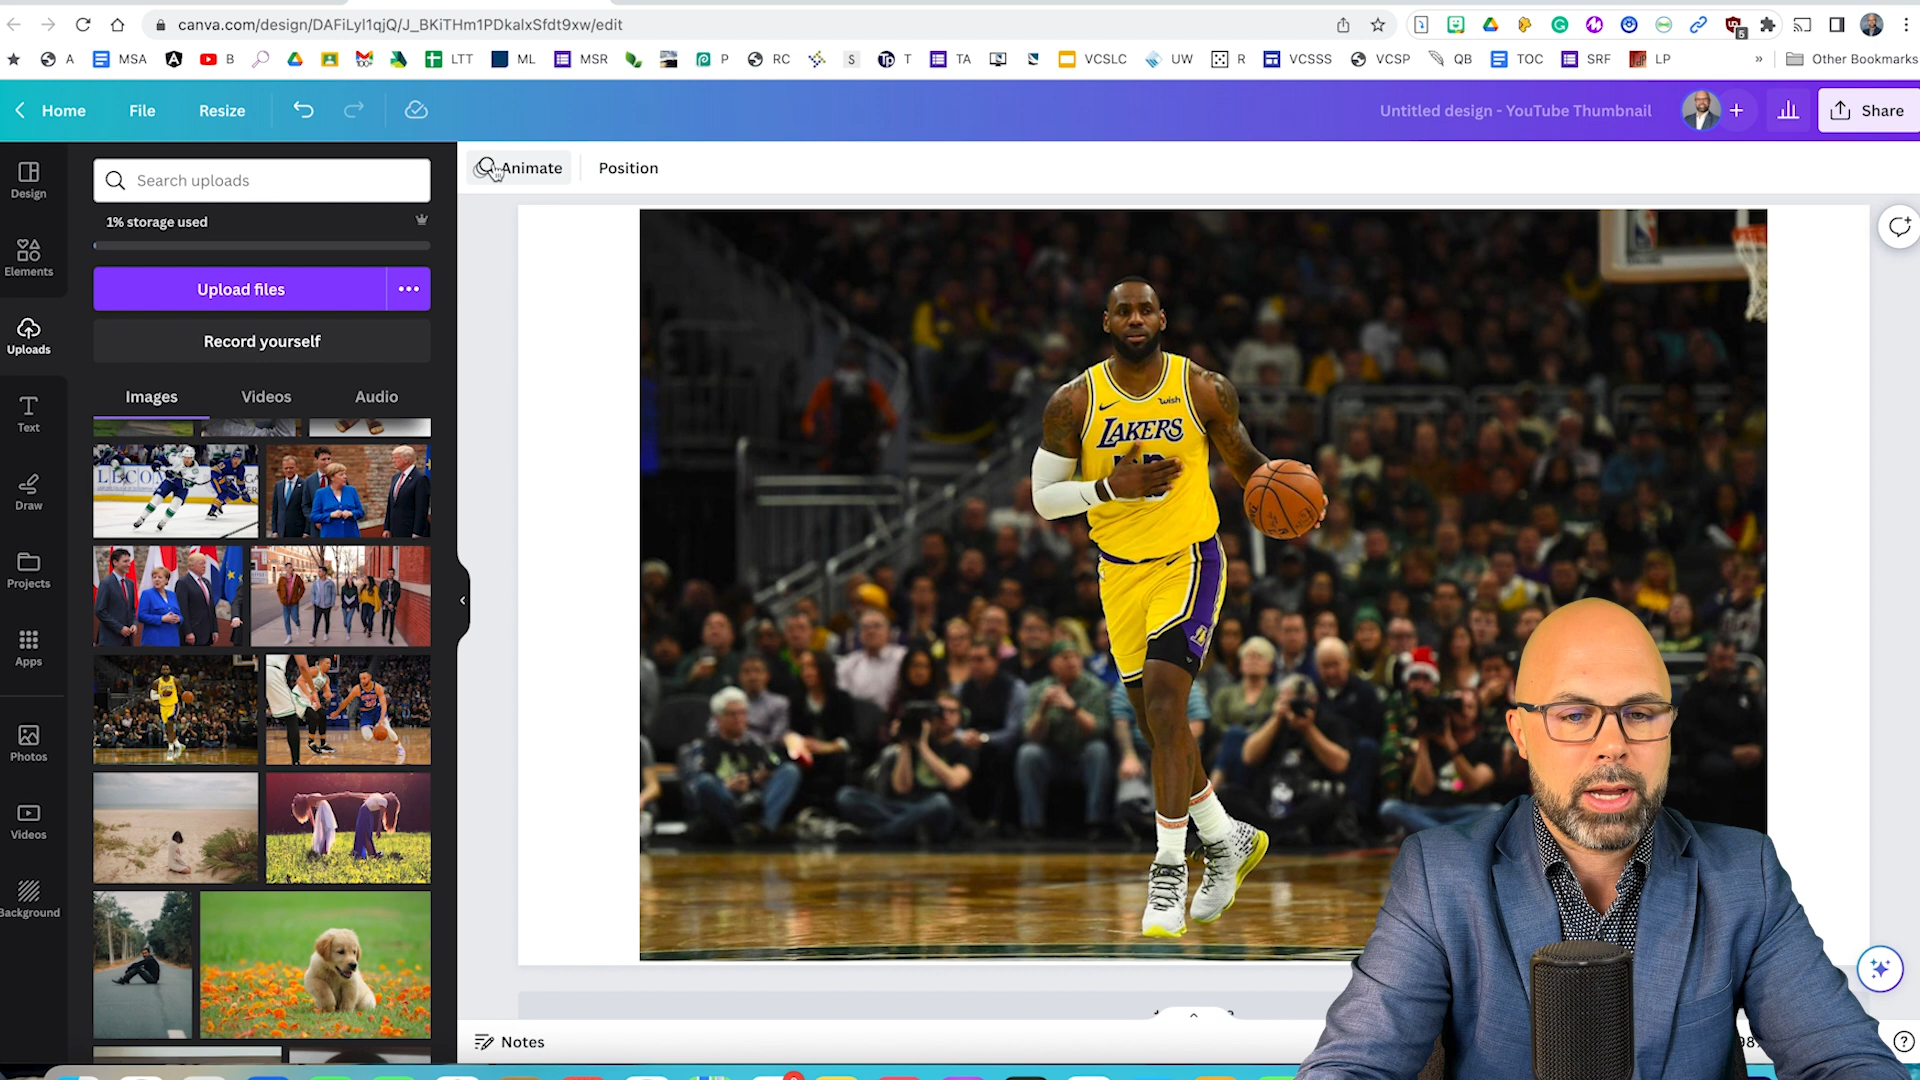 canva.com/design/DAFiLyl1qjQ/J_BKiTHm1PDkalxSfdt9xw/edit
5
A MSA B LTT ML MSR P RC S T TA VCSLC UW R VCSSS VCSP QB TOC SRF LP » Other Bookmarks
Home File Resize Untitled design - YouTube Thumbnail + Share
Design
Elements
Uploads
Text
Draw
Projects
Apps
Photos
Videos
Background
Search uploads
1% storage used
Upload files
Record yourself
Images Videos Audio
Animate Position
wish
LAKERS
Notes
?